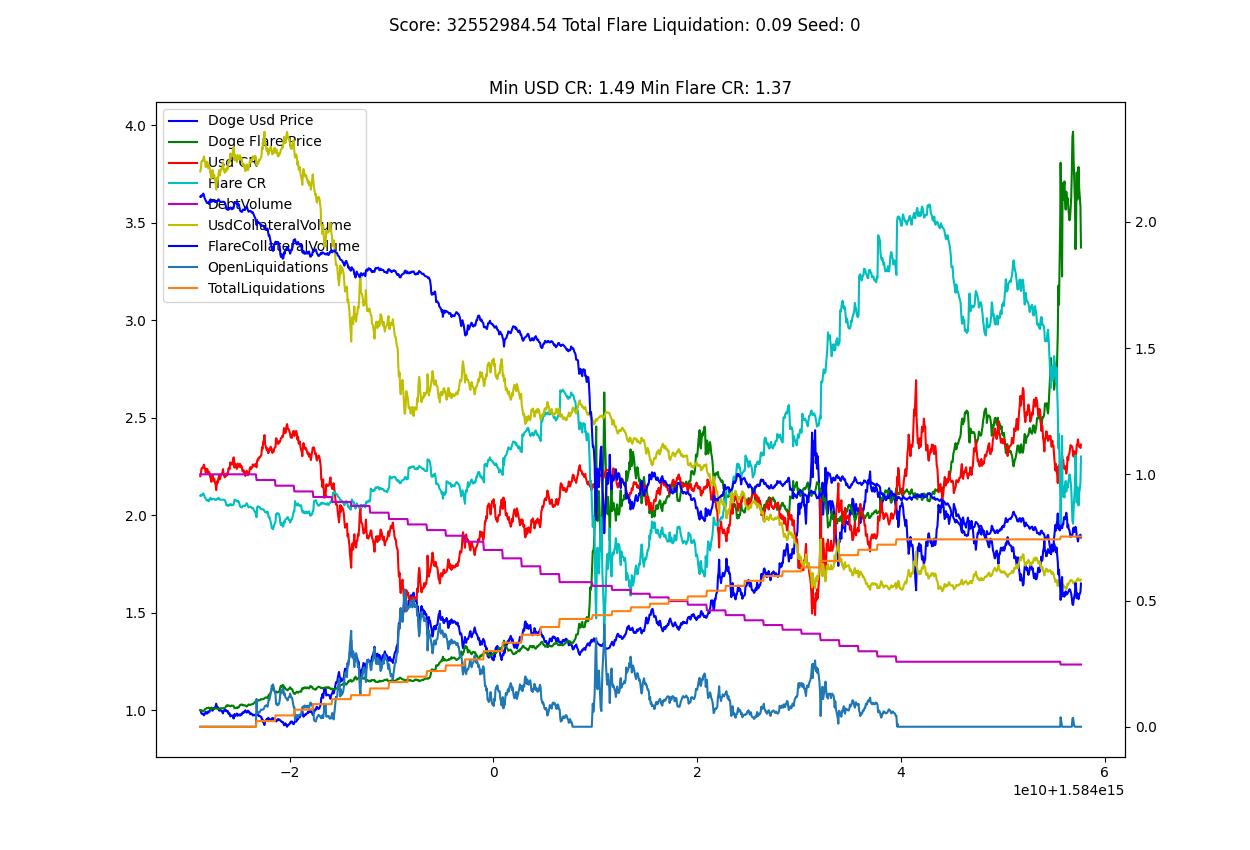 Score: 32552984.54 Total Flare Liquidation: 0.09 Seed: 0
Min USD CR: 1.49 Min Flare CR: 1.37
Doge Usd Price
Doge Flare Price
Usd CR
Flare CR
DebtVolume
UsdCollateralVolume
FlareCollateralVolume
OpenLiquidations
TotalLiquidations
4.0
3.5
3.0
2.5
2.0
1.5
1.0
2.0
1.5
1.0
0.5
0.0
−2
0
2
4
6
1e10+1.584e15